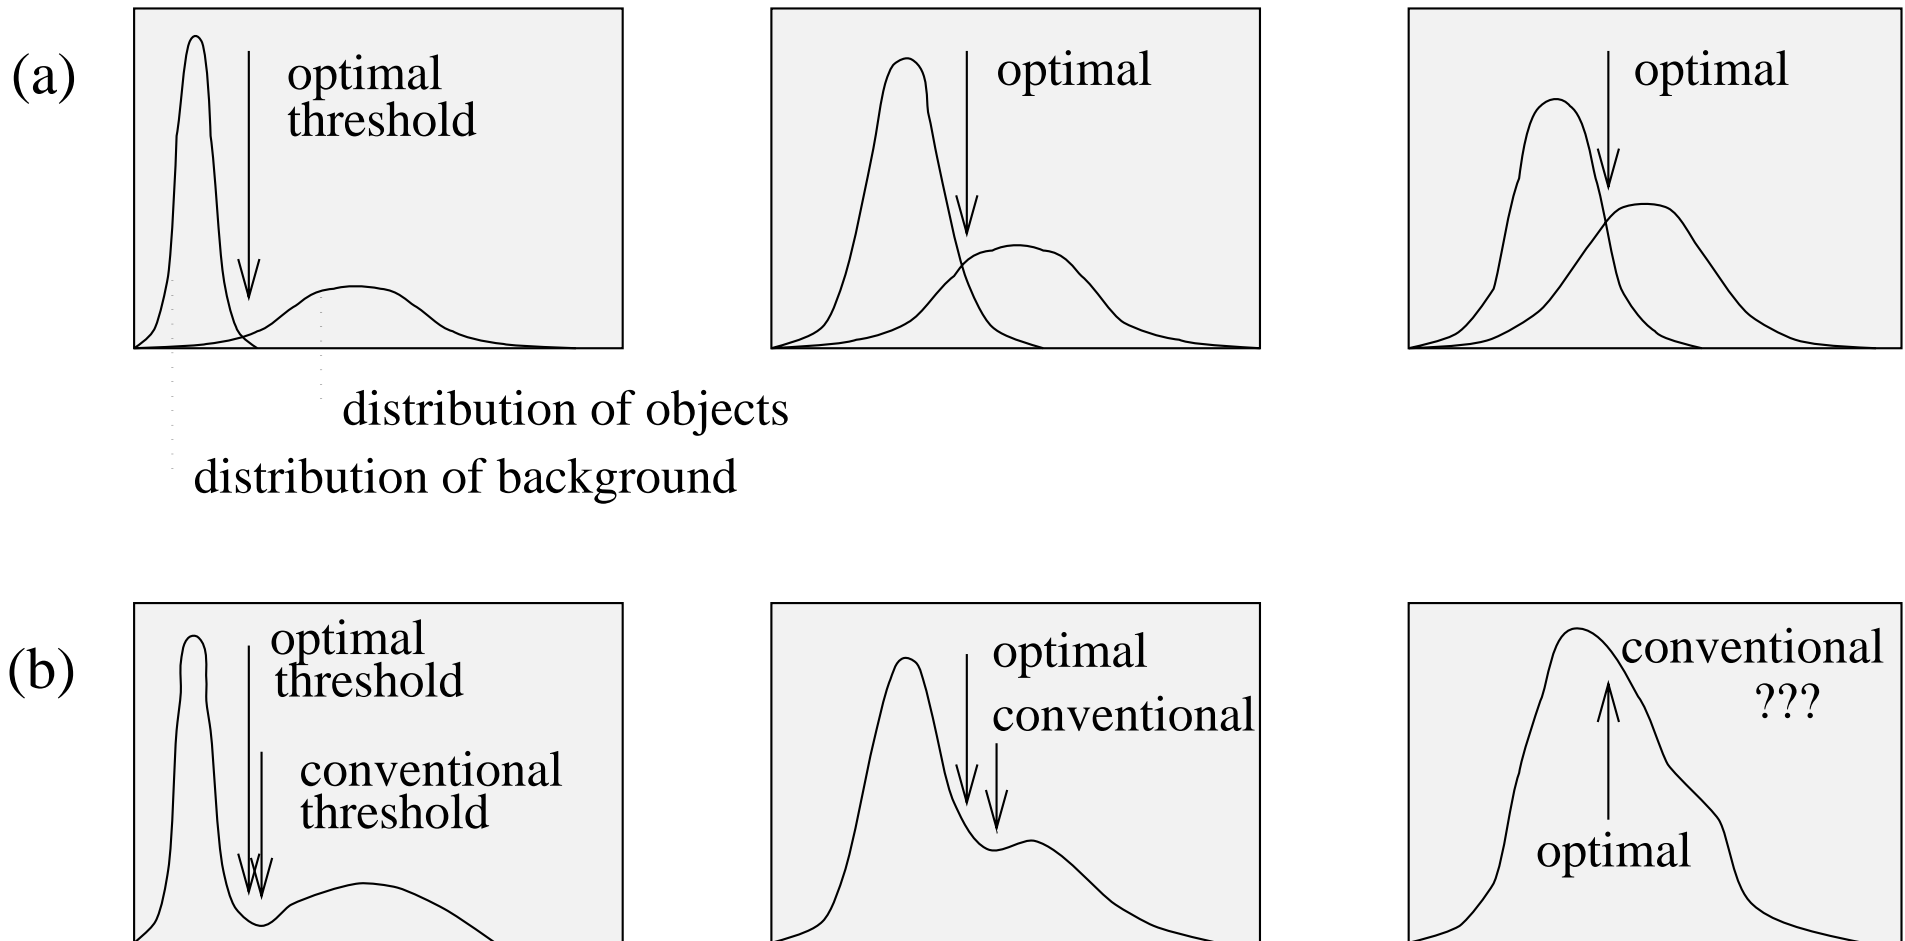 (a)
optimal
threshold
optimal
optimal
distribution of objects
distribution of background
(b)
optimal
threshold
conventional
threshold
optimal
conventional
conventional
???
optimal